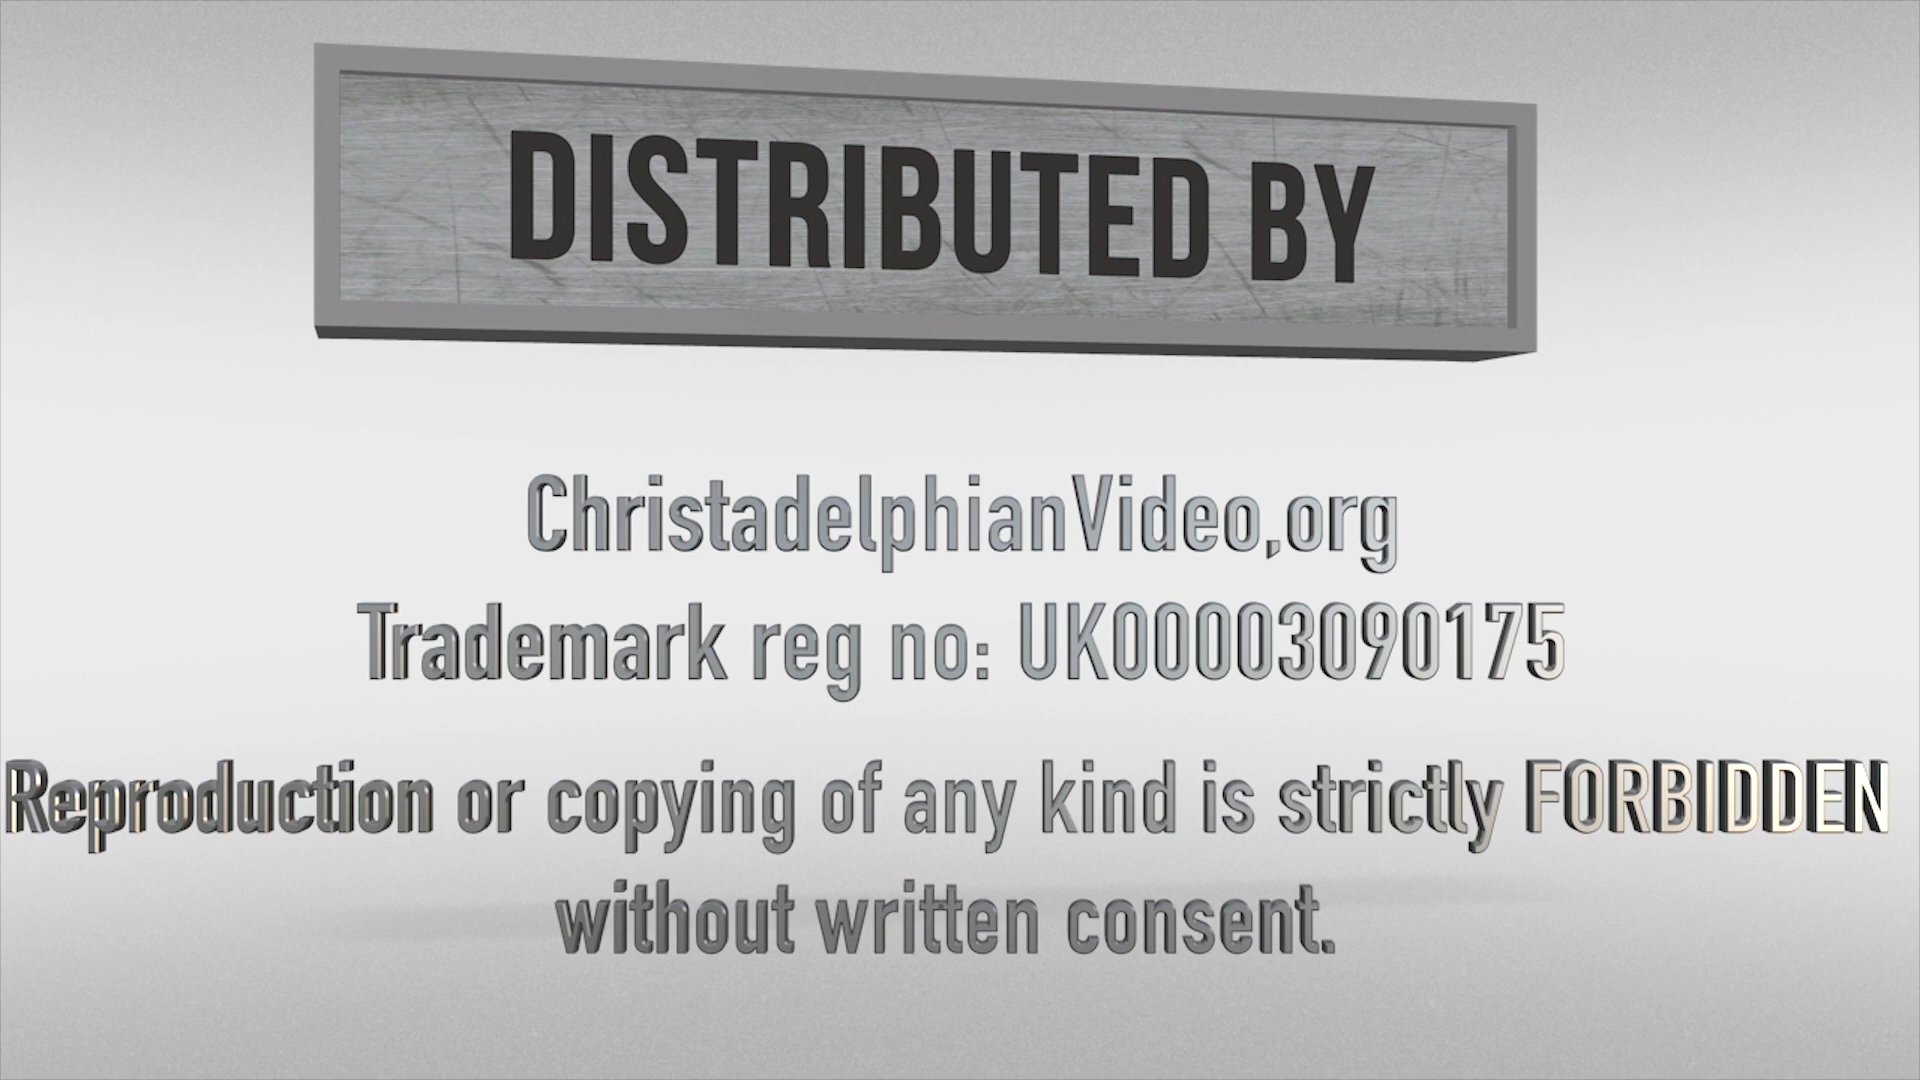 DISTRIBUTED BY
ChristadelphianVideo,org
Trademark reg no: UK00003090175
Reproduction or copying of any kind is strictly FORBIDDEN
without written consent.